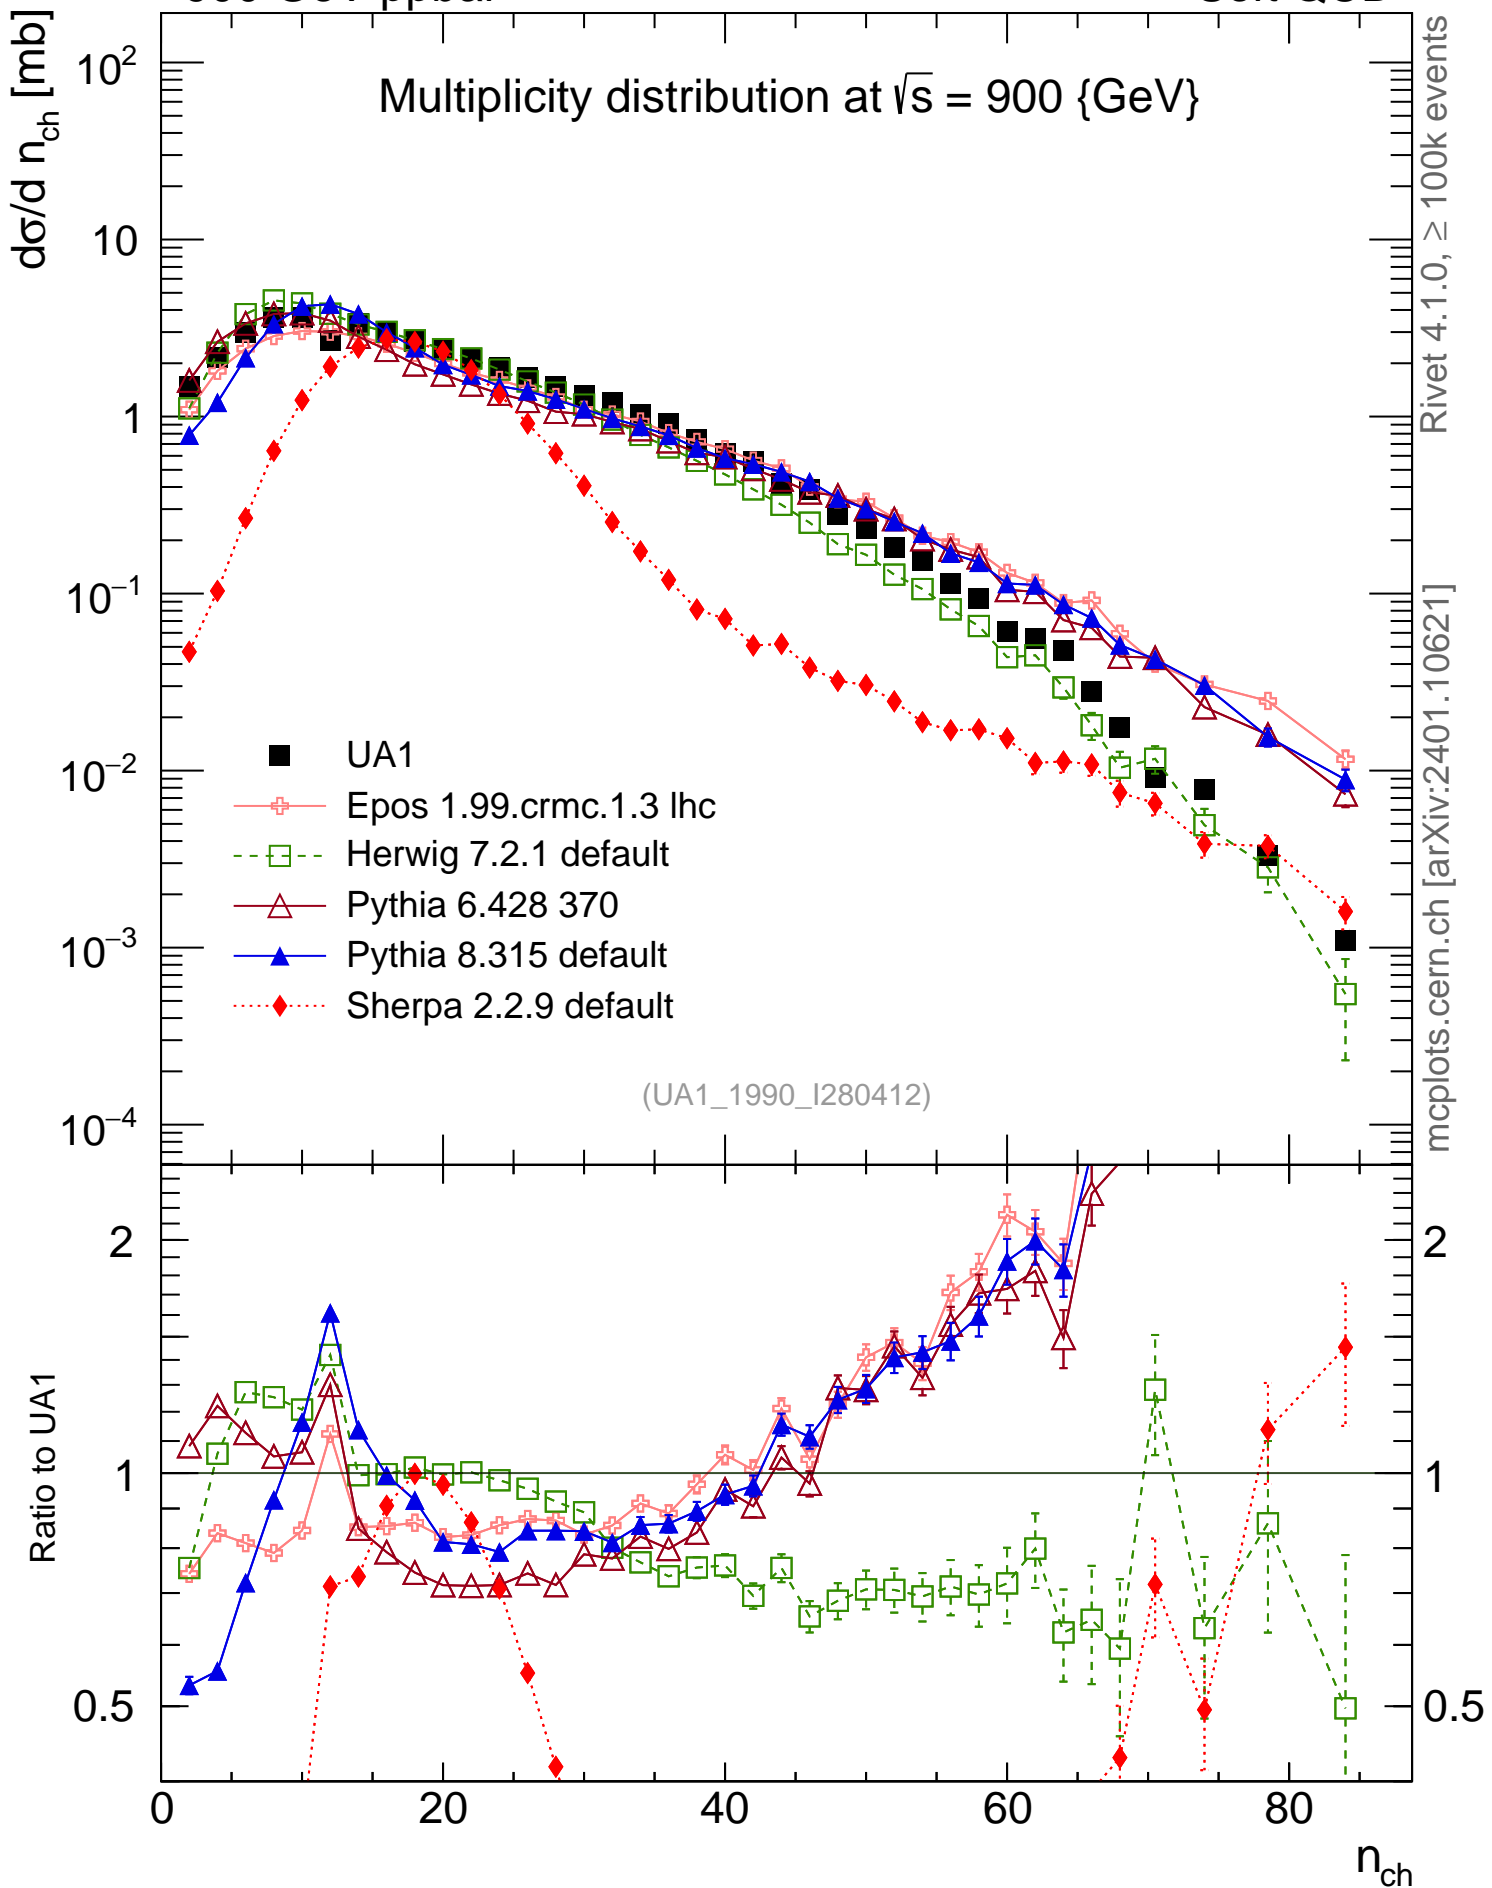 dσ/d n_ch [mb]
Multiplicity distribution at √s = 900 {GeV}
10²
10
1
10⁻¹
10⁻²
10⁻³
10⁻⁴
UA1
Epos 1.99.crmc.1.3 lhc
Herwig 7.2.1 default
Pythia 6.428 370
Pythia 8.315 default
Sherpa 2.2.9 default
(UA1_1990_I280412)
Rivet 4.1.0, ≥ 100k events
mcplots.cern.ch [arXiv:2401.10621]
Ratio to UA1
2
1
0.5
2
1
0.5
0 20 40 60 80
n_ch